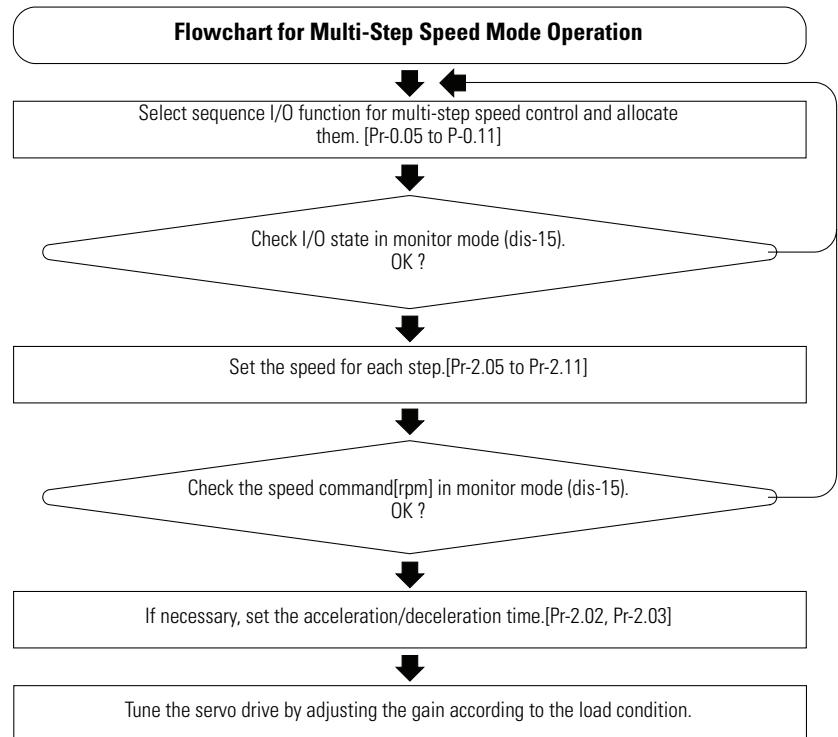 Flowchart for Multi-Step Speed Mode Operation
Select sequence I/O function for multi-step speed control and allocate
them. [Pr-0.05 to P-0.11]
Check I/O state in monitor mode (dis-15).
OK ?
Set the speed for each step.[Pr-2.05 to Pr-2.11]
Check the speed command[rpm] in monitor mode (dis-15).
OK ?
If necessary, set the acceleration/deceleration time.[Pr-2.02, Pr-2.03]
Tune the servo drive by adjusting the gain according to the load condition.